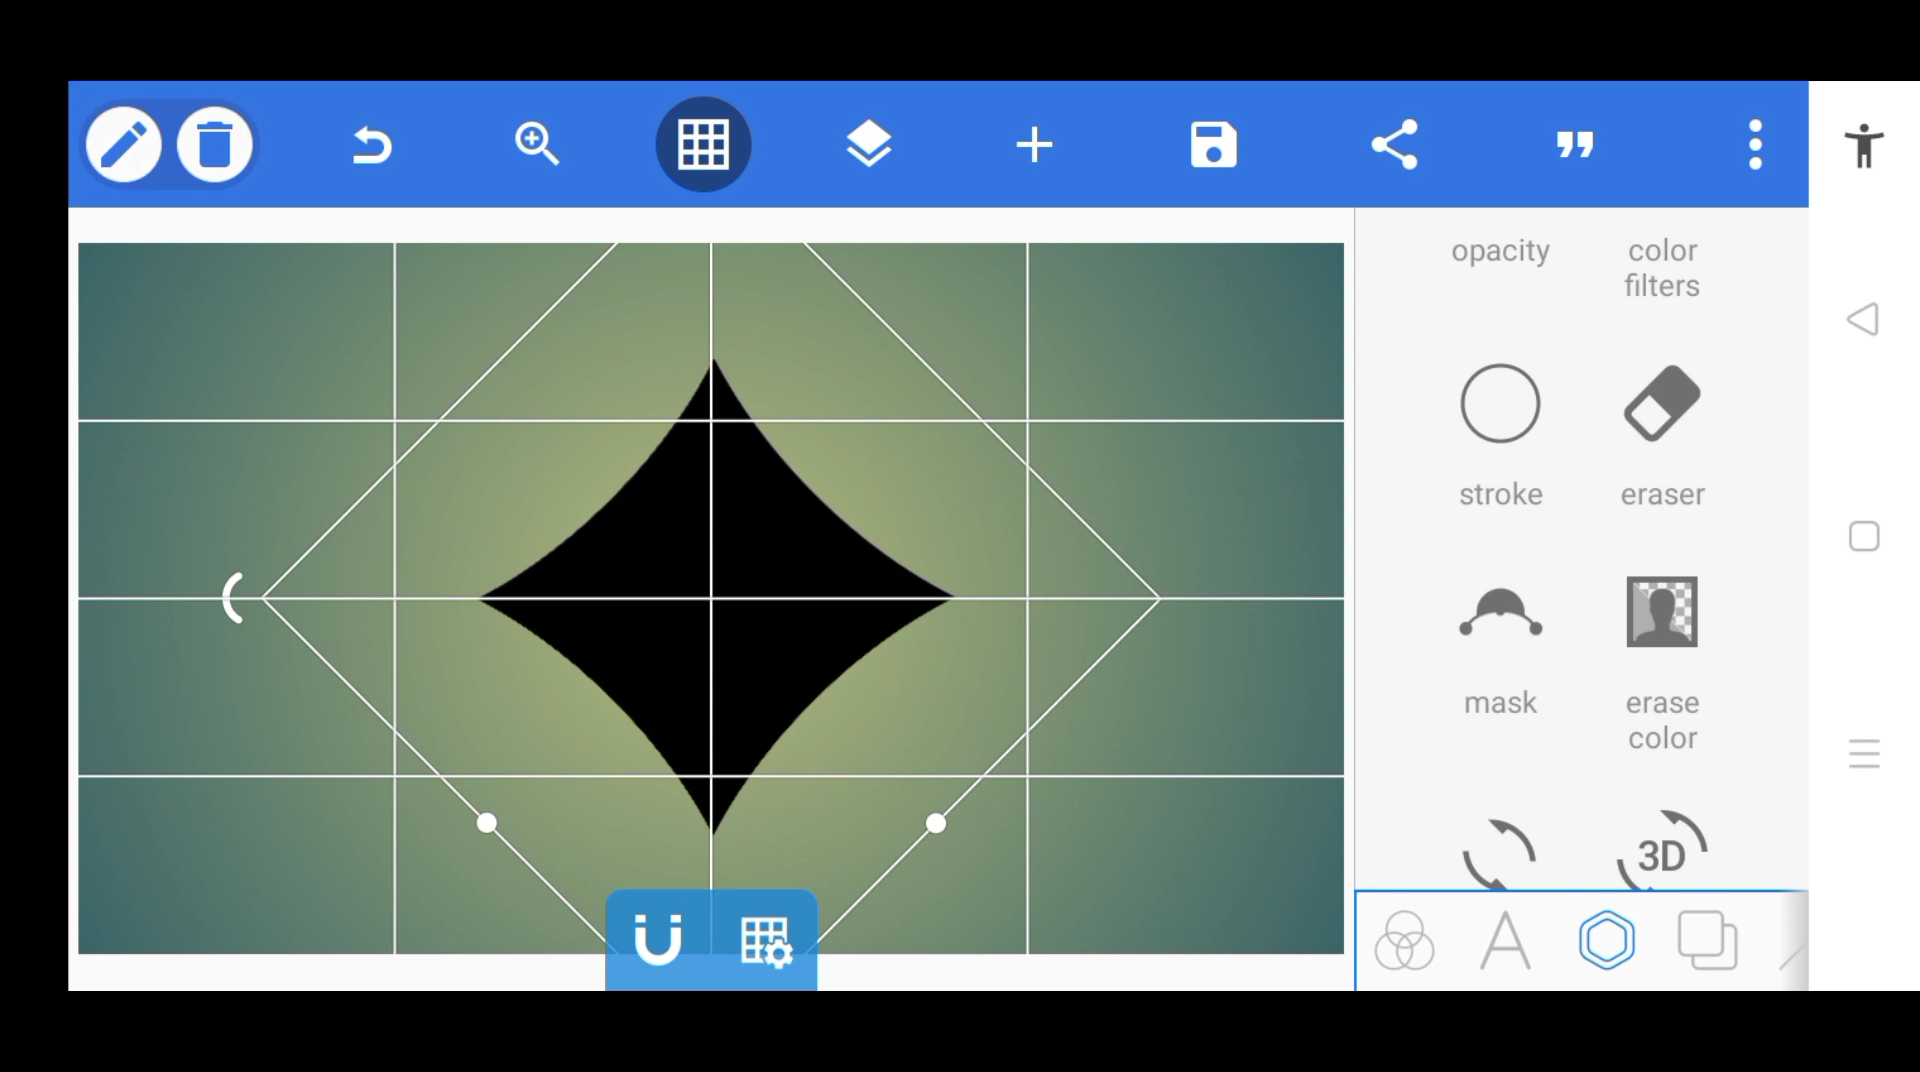 opacity
color
filters
stroke
eraser
mask
erase
color
3D